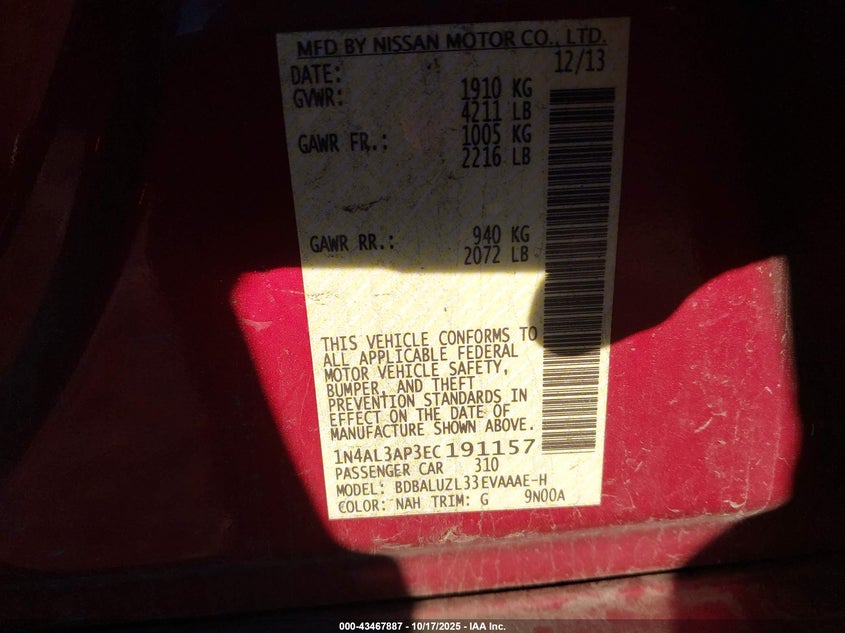 MFD BY NISSAN MOTOR CO., LTD.
DATE: 12/13
GVWR: 1910 KG
4211 LB
GAWR FR.: 1005 KG
2216 LB
GAWR RR.: 940 KG
2072 LB
THIS VEHICLE CONFORMS TO
ALL APPLICABLE FEDERAL
MOTOR VEHICLE SAFETY,
BUMPER, AND THEFT
PREVENTION STANDARDS IN
EFFECT ON THE DATE OF
MANUFACTURE SHOWN ABOVE.
1N4AL3AP3EC191157
PASSENGER CAR 310
MODEL: BDBALUZL33EVAAAE-H
COLOR: NAH TRIM: G 9N00A
000-43467887 - 10/17/2025 - IAA Inc.